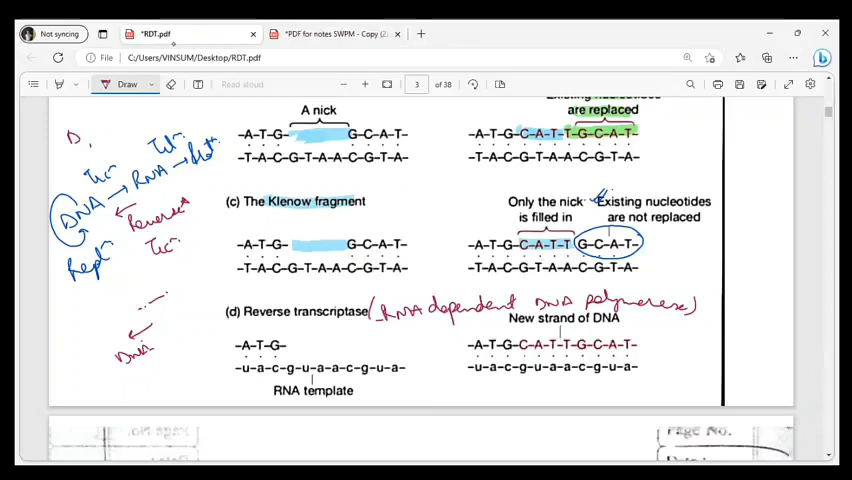 Not syncing
*RDT.pdf
*PDF for notes SWPM - Copy (2
File
C:/Users/VINSUM/Desktop/RDT.pdf
Draw
3 of 38
A nick
are replaced
-A-T-G- G-C-A-T-
-T-A-C-G-T-A-A-C-G-T-A-
-A-T-G-C-A-T-T-G-C-A-T-
-T-A-C-G-T-A-A-C-G-T-A-
DNA → RNA →
Reverse
(c) The Klenow fragment
Only the nick
is filled in
Existing nucleotides
are not replaced
-A-T-G- G-C-A-T-
-T-A-C-G-T-A-A-C-G-T-A-
-A-T-G-C-A-T-T G-C-A-T-
-T-A-C-G-T-A-A-C-G-T-A-
(d) Reverse transcriptase (RNA dependent DNA polymerase)
New strand of DNA
-A-T-G-
-u-a-c-g-u-a-a-c-g-u-a-
RNA template
-A-T-G-C-A-T-T-G-C-A-T-
-u-a-c-g-u-a-a-c-g-u-a-
Page No.